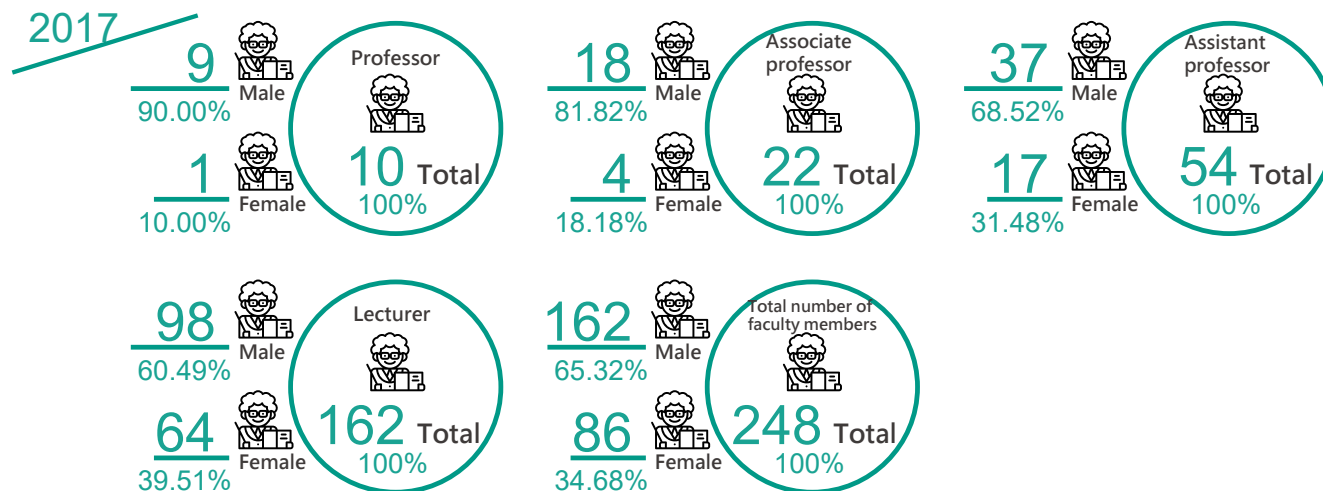 2017
9
Male
90.00%
1
Female
10.00%
Professor
10 Total
100%
18
Male
81.82%
4
Female
18.18%
Associate
professor
22 Total
100%
37
Male
68.52%
17
Female
31.48%
Assistant
professor
54 Total
100%
98
Male
60.49%
64
Female
39.51%
Lecturer
162 Total
100%
162
Male
65.32%
86
Female
34.68%
Total number of
faculty members
248 Total
100%